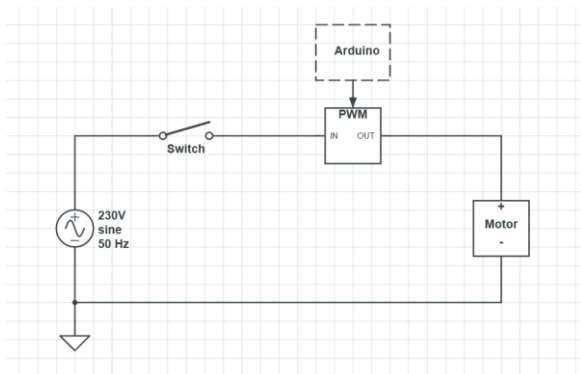 Arduino
PWM
IN OUT
Switch
230V
sine
50 Hz
+
Motor
-